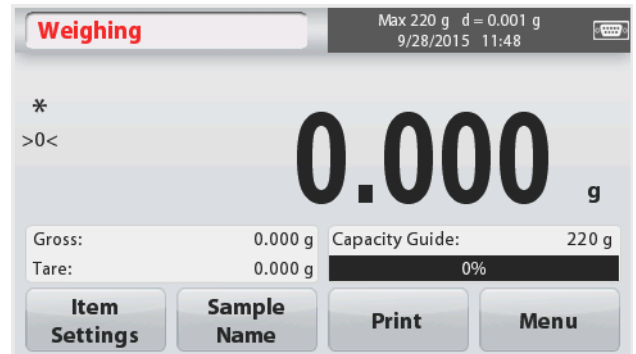 Weighing
Max 220 g d = 0.001 g
9/28/2015 11:48
*
>0<
0.000 g
Gross: 0.000 g
Tare: 0.000 g
Capacity Guide: 220 g
0%
Item
Settings
Sample
Name
Print
Menu